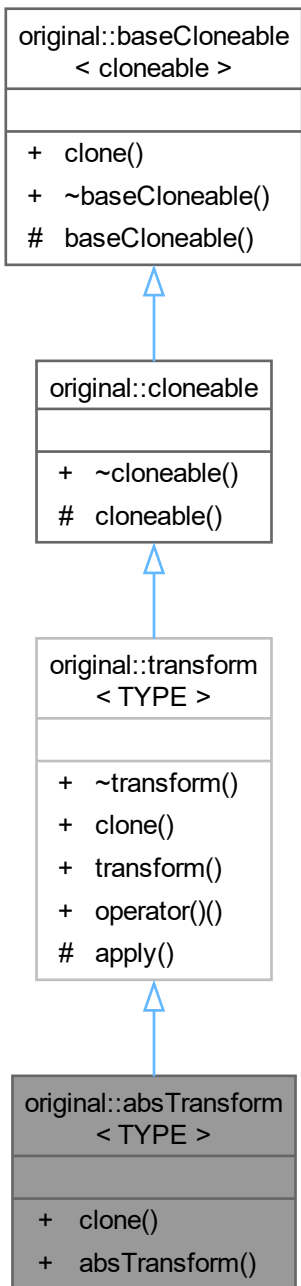 original::baseCloneable
< cloneable >
+ clone()
+ ~baseCloneable()
# baseCloneable()
original::cloneable
+ ~cloneable()
# cloneable()
original::transform
< TYPE >
+ ~transform()
+ clone()
+ transform()
+ operator()()
# apply()
original::absTransform
< TYPE >
+ clone()
+ absTransform()